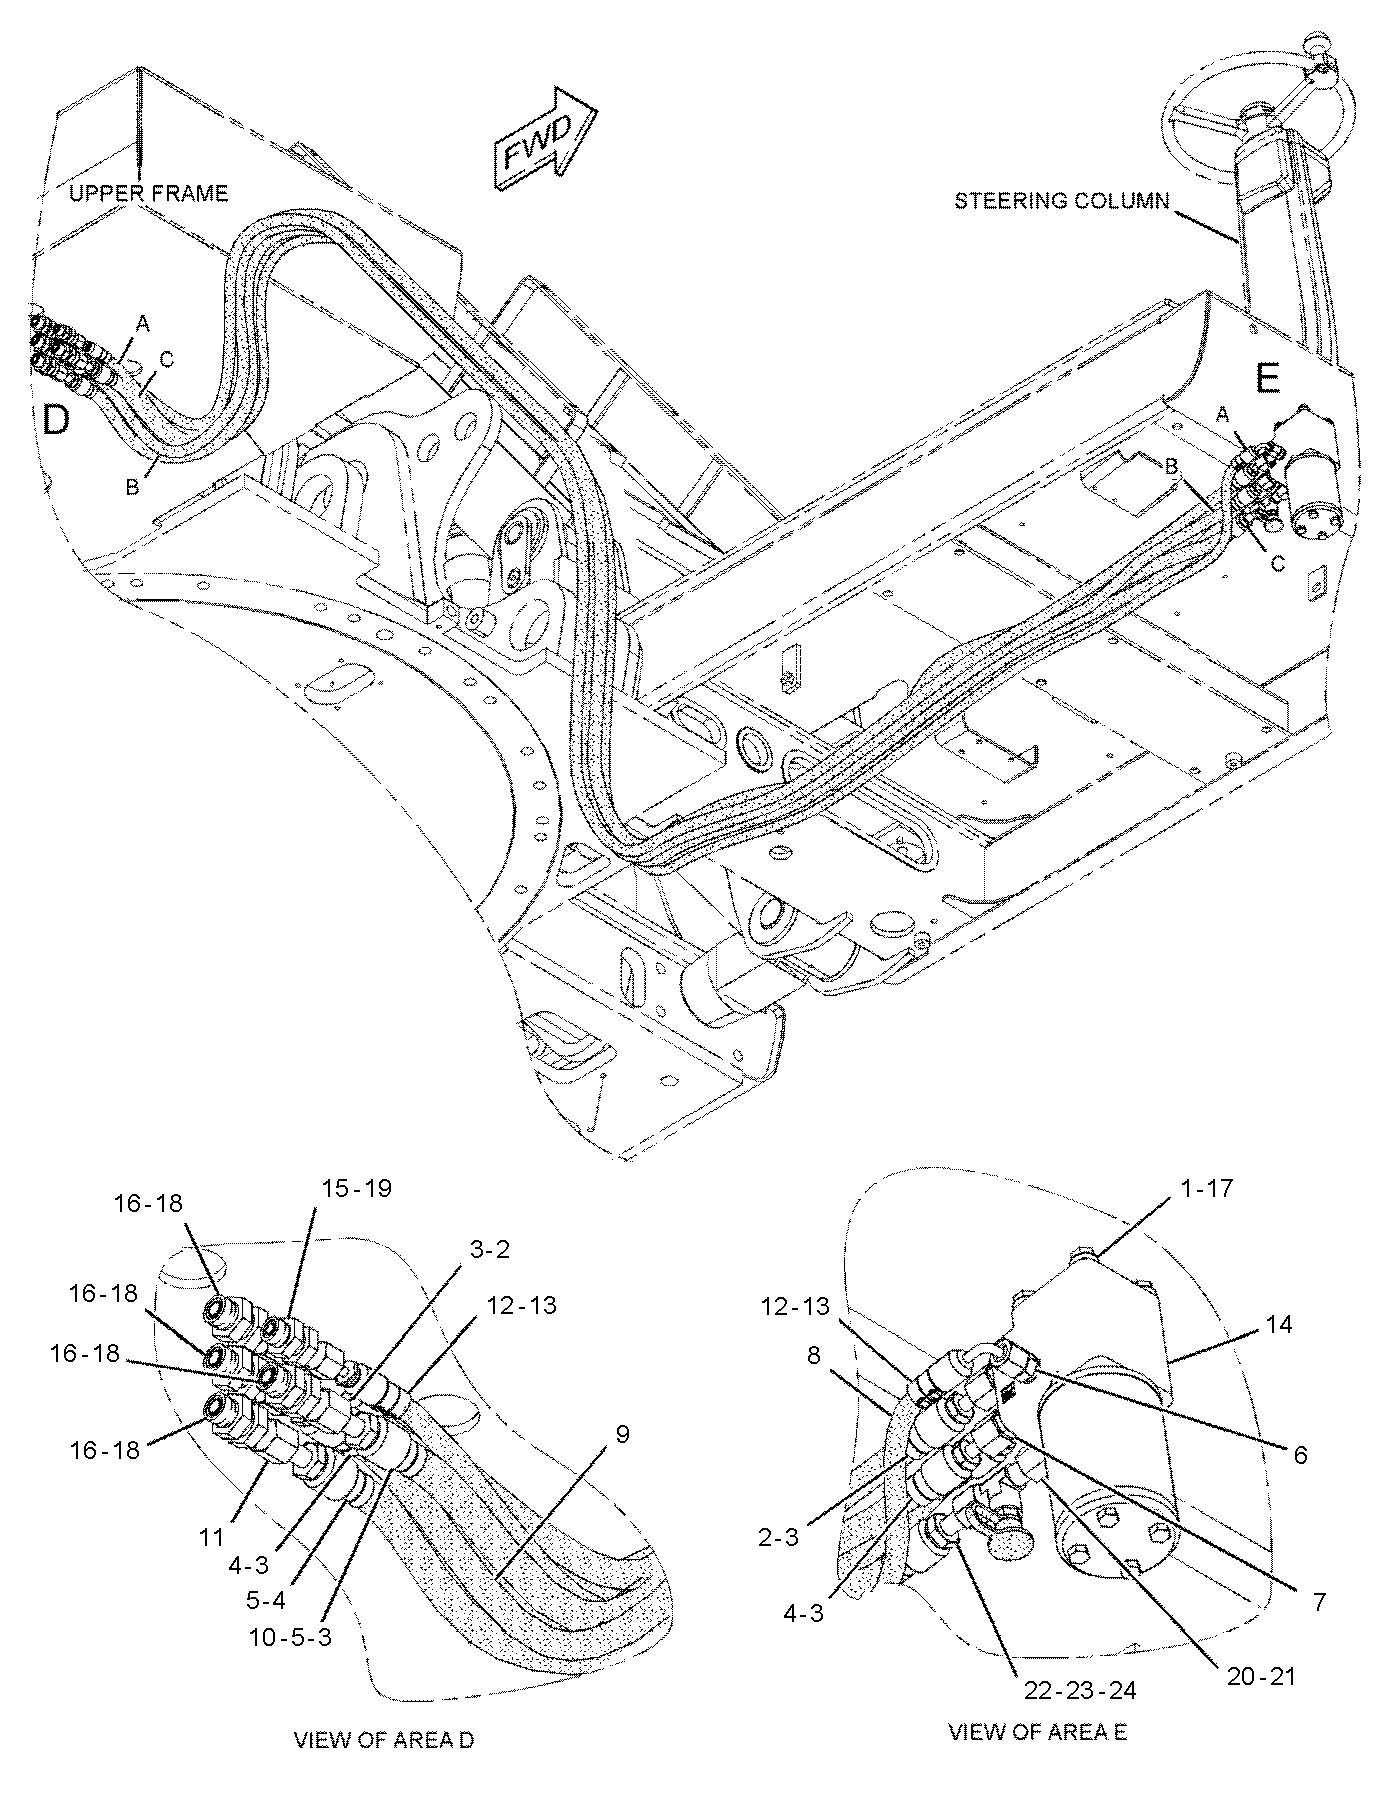 FWD
UPPER FRAME
STEERING COLUMN
A
C
D
B
E
A
B
C
16-18
15-19
3-2
16-18
12-13
16-18
16-18
9
11
4-3
5-4
10-5-3
VIEW OF AREA D
1-17
12-13
14
8
6
2-3
7
4-3
20-21
22-23-24
VIEW OF AREA E